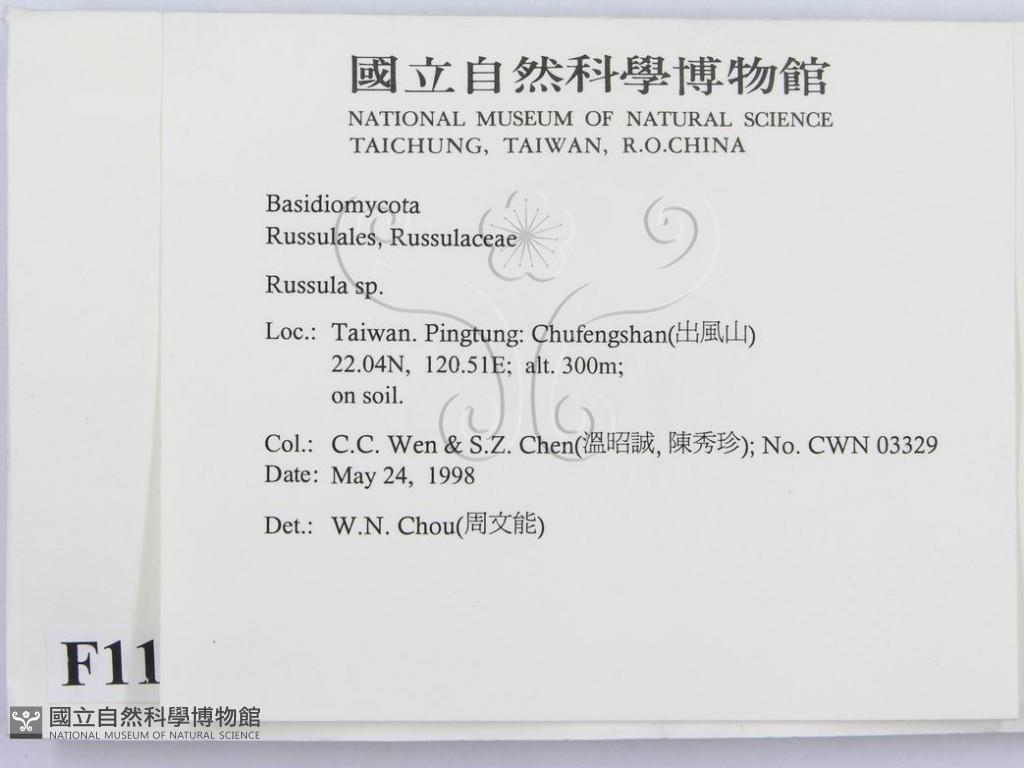 國立自然科學博物館
NATIONAL MUSEUM OF NATURAL SCIENCE
TAICHUNG, TAIWAN, R.O.CHINA
Basidiomycota
Russulales, Russulaceae
Russula sp.
Loc.: Taiwan. Pingtung: Chufengshan(出風山)
22.04N, 120.51E; alt. 300m;
on soil.
Col.: C.C. Wen & S.Z. Chen(溫昭誠, 陳秀珍); No. CWN 03329
Date: May 24, 1998
Det.: W.N. Chou(周文能)
F11
國立自然科學博物館
NATIONAL MUSEUM OF NATURAL SCIENCE